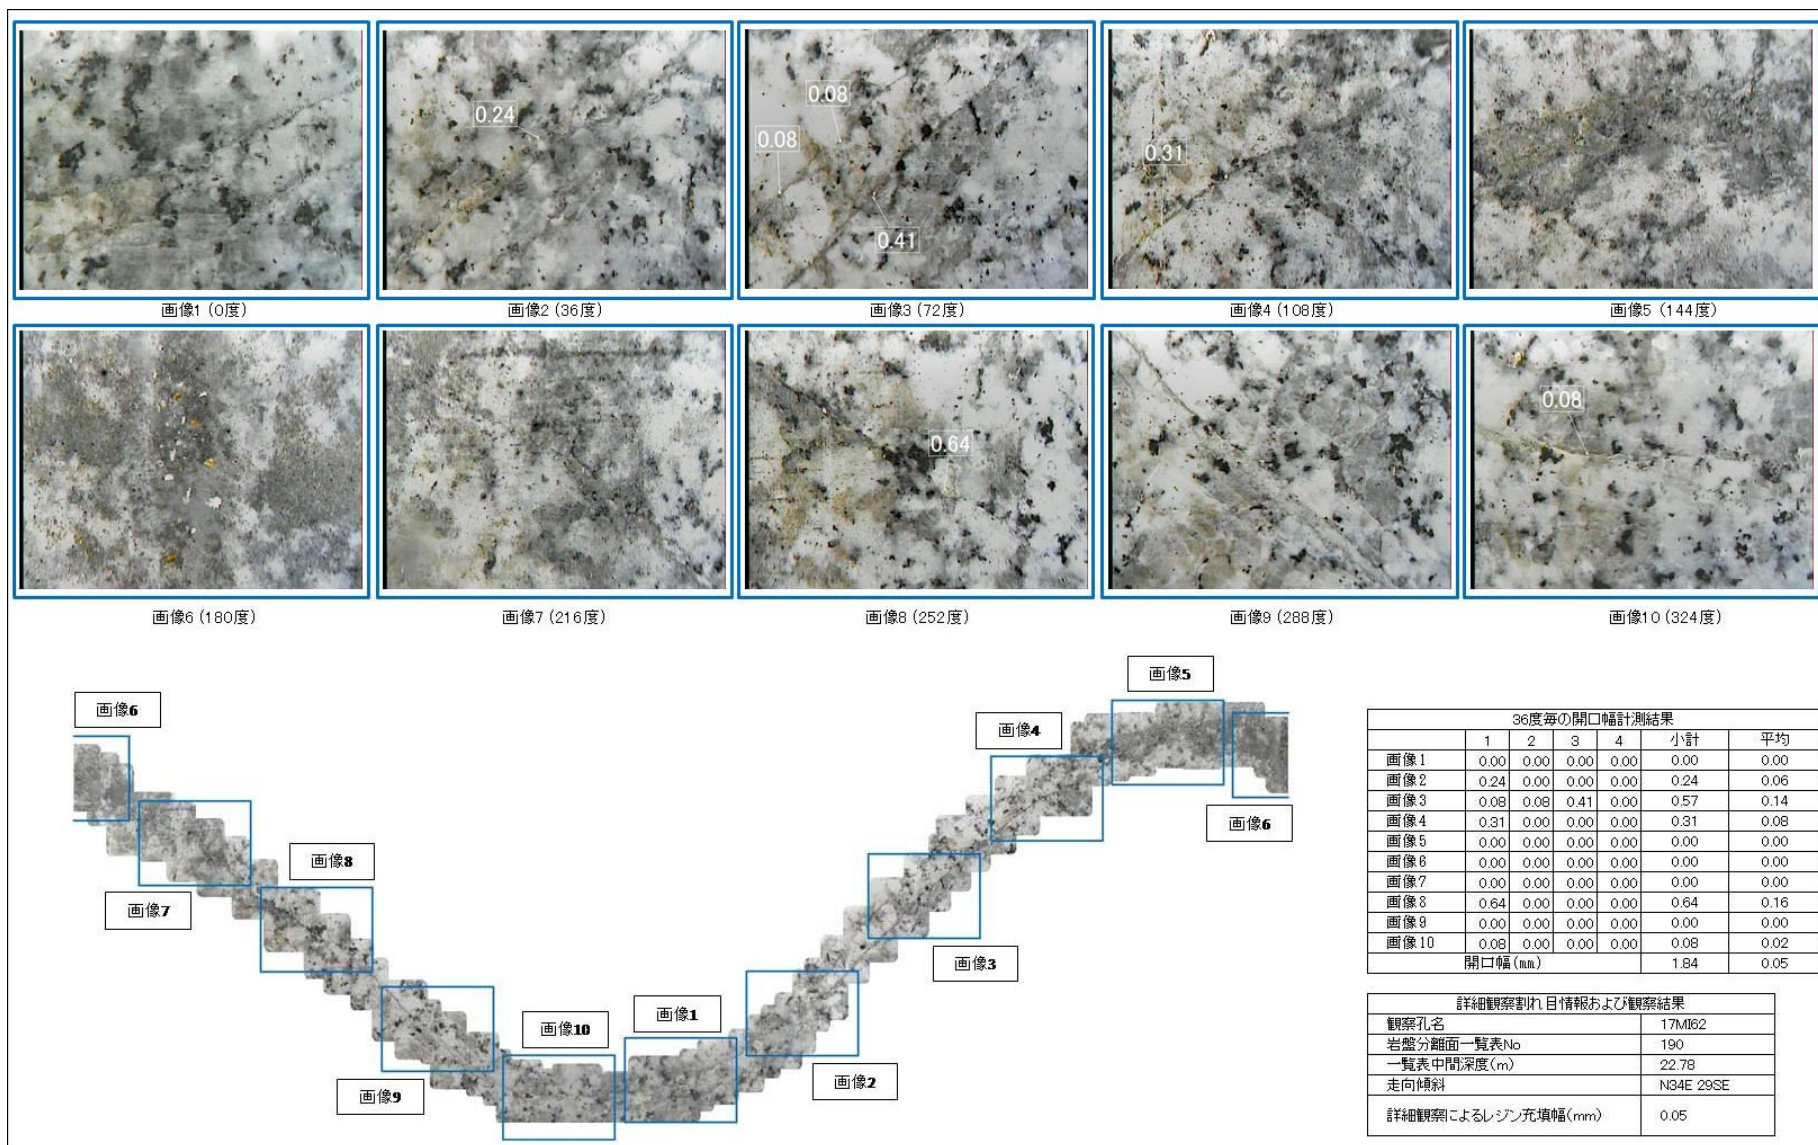 0.24
0.08
0.08
0.41
0.31
画像1 (0度)
画像2 (36度)
画像3 (72度)
画像4 (108度)
画像5 (144度)
0.64
0.08
画像6 (180度)
画像7 (216度)
画像8 (252度)
画像9 (288度)
画像10 (324度)
画像6
画像7
画像8
画像9
画像10
画像1
画像2
画像3
画像4
画像5
画像6
36度毎の開口幅計測結果
1 2 3 4 小計 平均
画像1 0.00 0.00 0.00 0.00 0.00 0.00
画像2 0.24 0.00 0.00 0.00 0.24 0.06
画像3 0.08 0.08 0.41 0.00 0.57 0.14
画像4 0.31 0.00 0.00 0.00 0.31 0.08
画像5 0.00 0.00 0.00 0.00 0.00 0.00
画像6 0.00 0.00 0.00 0.00 0.00 0.00
画像7 0.00 0.00 0.00 0.00 0.00 0.00
画像8 0.64 0.00 0.00 0.00 0.64 0.16
画像9 0.00 0.00 0.00 0.00 0.00 0.00
画像10 0.08 0.00 0.00 0.00 0.08 0.02
開口幅(mm) 1.84 0.05
詳細観察割れ目情報および観察結果
観察孔名 17MI62
岩盤分離面一覧表No 190
一覧表中間深度(m) 22.78
走向傾斜 N34E 29SE
詳細観察によるレジン充填幅(mm) 0.05